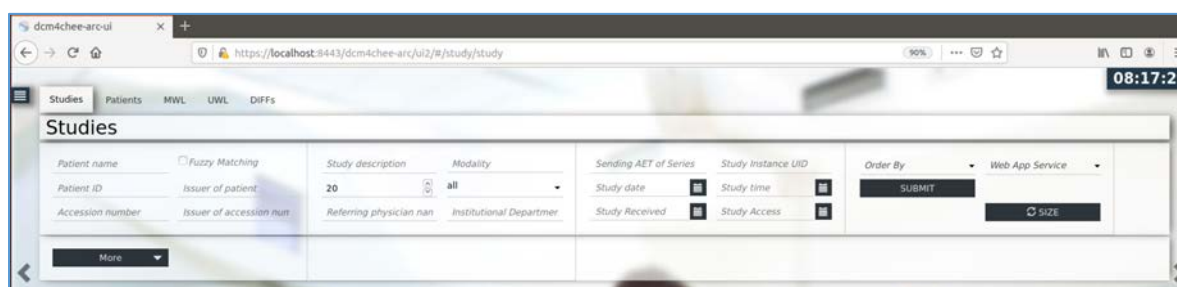 dcm4chee-arc-ui
https://localhost:8443/dcm4chee-arc/ui2/#/study/study 90%
08:17:2
Studies Patients MWL UWL DIFFs
Studies
Patient name Fuzzy Matching Study description Modality Sending AET of Series Study Instance UID Order By Web App Service
Patient ID Issuer of patient 20 all Study date Study time SUBMIT
Accession number Issuer of accession num Referring physician nan Institutional Departmer Study Received Study Access SIZE
More